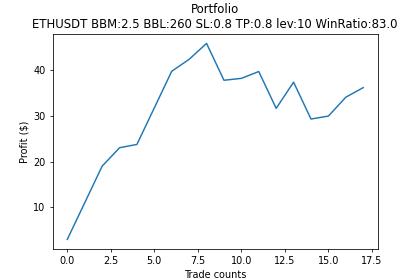 Portfolio
ETHUSDT BBM:2.5 BBL:260 SL:0.8 TP:0.8 lev:10 WinRatio:83.0
40
30
20
10
Profit ($)
0.0 2.5 5.0 7.5 10.0 12.5 15.0 17.5
Trade counts